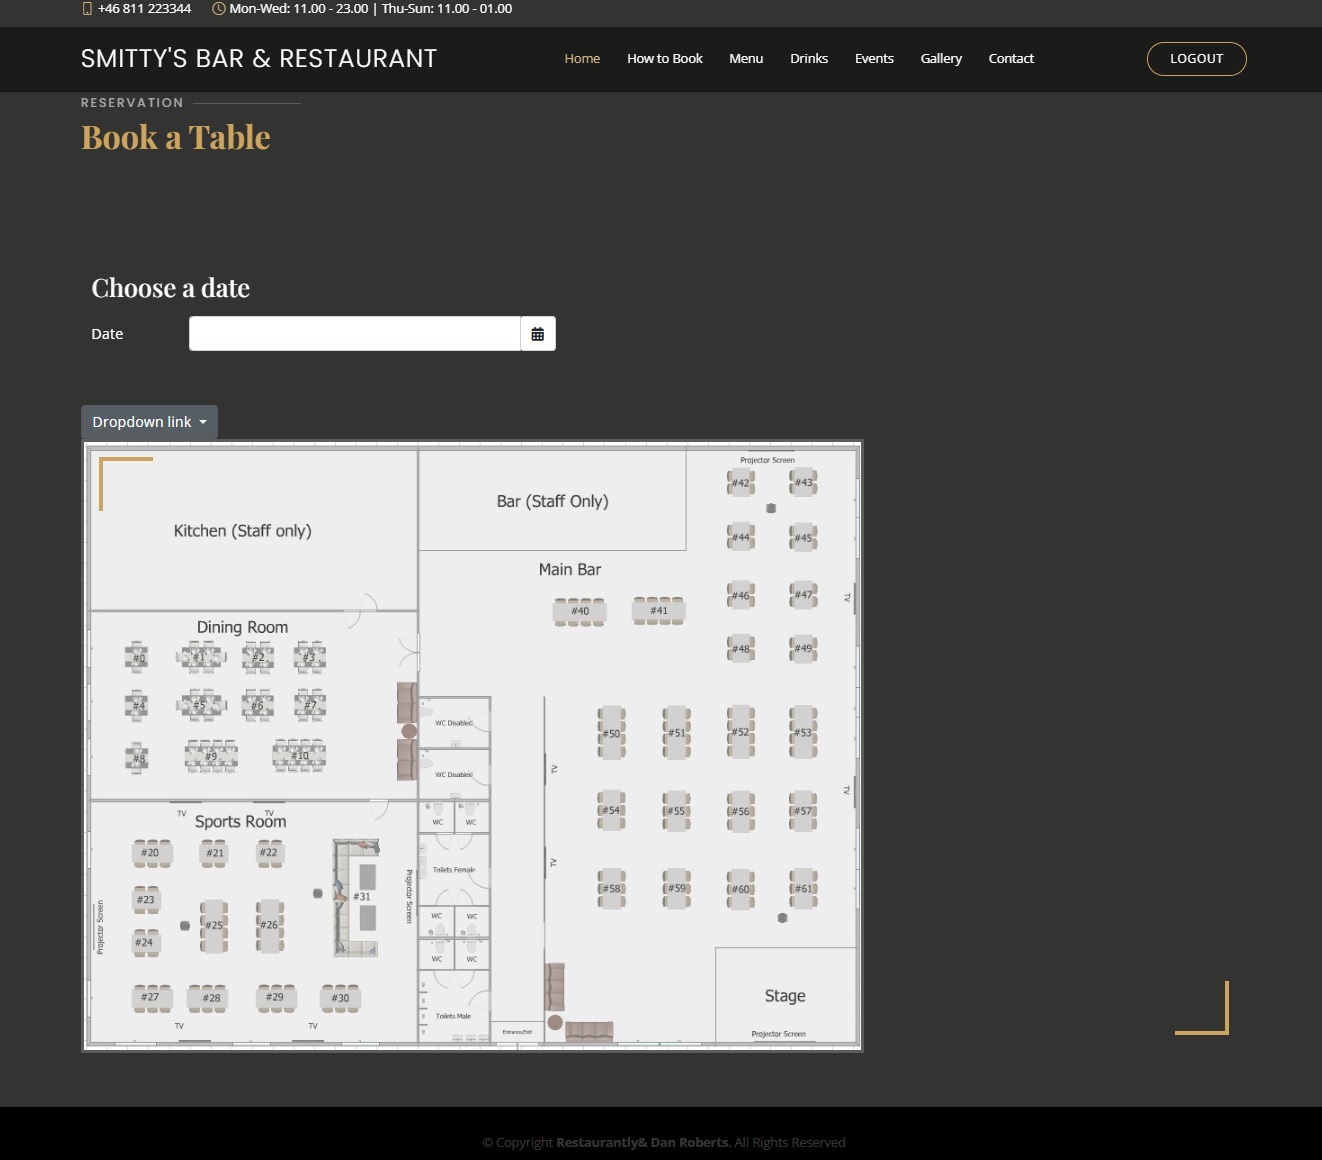 +46 811 223344 Mon-Wed: 11.00 - 23.00 | Thu-Sun: 11.00 - 01.00
SMITTY'S BAR & RESTAURANT Home How to Book Menu Drinks Events Gallery Contact LOGOUT
RESERVATION
Book a Table
Choose a date
Date
Dropdown link
Projector Screen
#42 #43
Bar (Staff Only)
Kitchen (Staff only)
#44 #45
Main Bar
#46 #47
TV
#40 #41
Dining Room
#48 #49
#0 #1 #2 #3
#4 #5 #6 #7
WC Disabled
#50 #51 #52 #53
#8 #9 #10
WC Disabled
TV
TV
TV TV
Sports Room
WC WC
#54 #55 #56 #57
#20 #21 #22
TV
Toilets Female
#31
Projector Screen
#58 #59 #60 #61
#23
Projector Screen
#25 #26
WC WC
#24
WC WC
#27 #28 #29 #30
Stage
Toilets Male
TV TV
Entrance/Exit
Projector Screen
© Copyright Restaurantly& Dan Roberts. All Rights Reserved